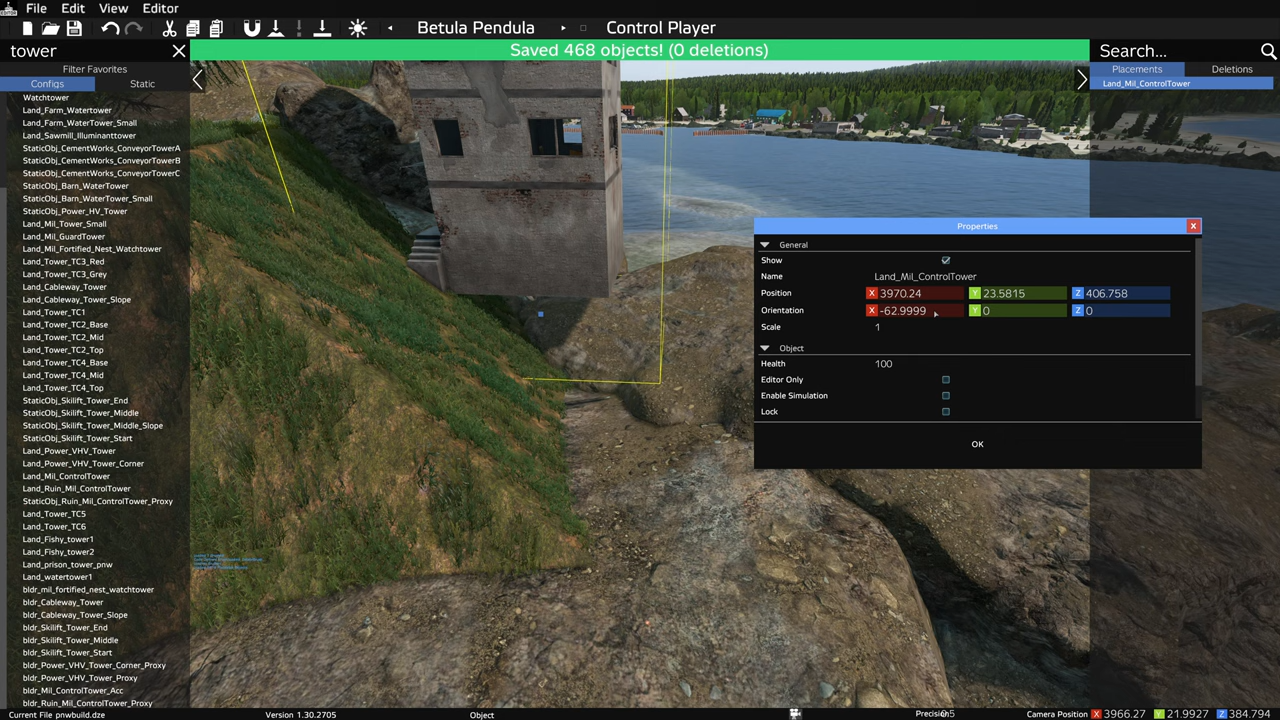 File Edit View Editor
Betula Pendula
Control Player
tower
Saved 468 objects! (0 deletions)
Search...
Filter Favorites
Configs Static
Placements Deletions
Land_Mil_ControlTower
Watchtower
Land_Farm_Watertower
Land_Farm_Watertower_Small
Land_Sawmill_Illuminanttower
StaticObj_CementWorks_ConveyorTowerA
StaticObj_CementWorks_ConveyorTowerB
StaticObj_CementWorks_ConveyorTowerC
StaticObj_Barn_WaterTower
StaticObj_Barn_WaterTower_Small
StaticObj_Power_HV_Tower
Land_Mil_Tower_Small
Land_Mil_GuardTower
Land_Mil_Fortified_Nest_Watchtower
Land_Tower_TC3_Red
Land_Tower_TC3_Grey
Land_Cableway_Tower
Land_Cableway_Tower_Slope
Land_Tower_TC1
Land_Tower_TC2_Base
Land_Tower_TC2_Mid
Land_Tower_TC2_Top
Land_Tower_TC4_Base
Land_Tower_TC4_Mid
Land_Tower_TC4_Top
StaticObj_Skilift_Tower_End
StaticObj_Skilift_Tower_Middle
StaticObj_Skilift_Tower_Middle_Slope
StaticObj_Skilift_Tower_Start
Land_Power_VHV_Tower
Land_Power_VHV_Tower_Corner
Land_Mil_ControlTower
Land_Ruin_Mil_ControlTower
StaticObj_Ruin_Mil_ControlTower_Proxy
Land_Tower_TC5
Land_Tower_TC6
Land_Fishy_tower1
Land_Fishy_tower2
Land_prison_tower_pnw
Land_watertower1
bldr_mil_fortified_nest_watchtower
bldr_Cableway_Tower
bldr_Cableway_Tower_Slope
bldr_Skilift_Tower_End
bldr_Skilift_Tower_Middle
bldr_Skilift_Tower_Start
bldr_Power_VHV_Tower_Corner_Proxy
bldr_Power_VHV_Tower_Proxy
bldr_Mil_ControlTower_Acc
bldr_Ruin_Mil_ControlTower_Proxy
Properties
General
Show
Name Land_Mil_ControlTower
Position X 3970.24 Y 23.5815 Z 406.758
Orientation X -62.9999 Y 0 Z 0
Scale 1
Object
Health 100
Editor Only
Enable Simulation
Lock
OK
Current File pnwbuild.dze Version 1.30.2705 Object Camera Position X 3966.27 Y 21.9927 Z 384.794